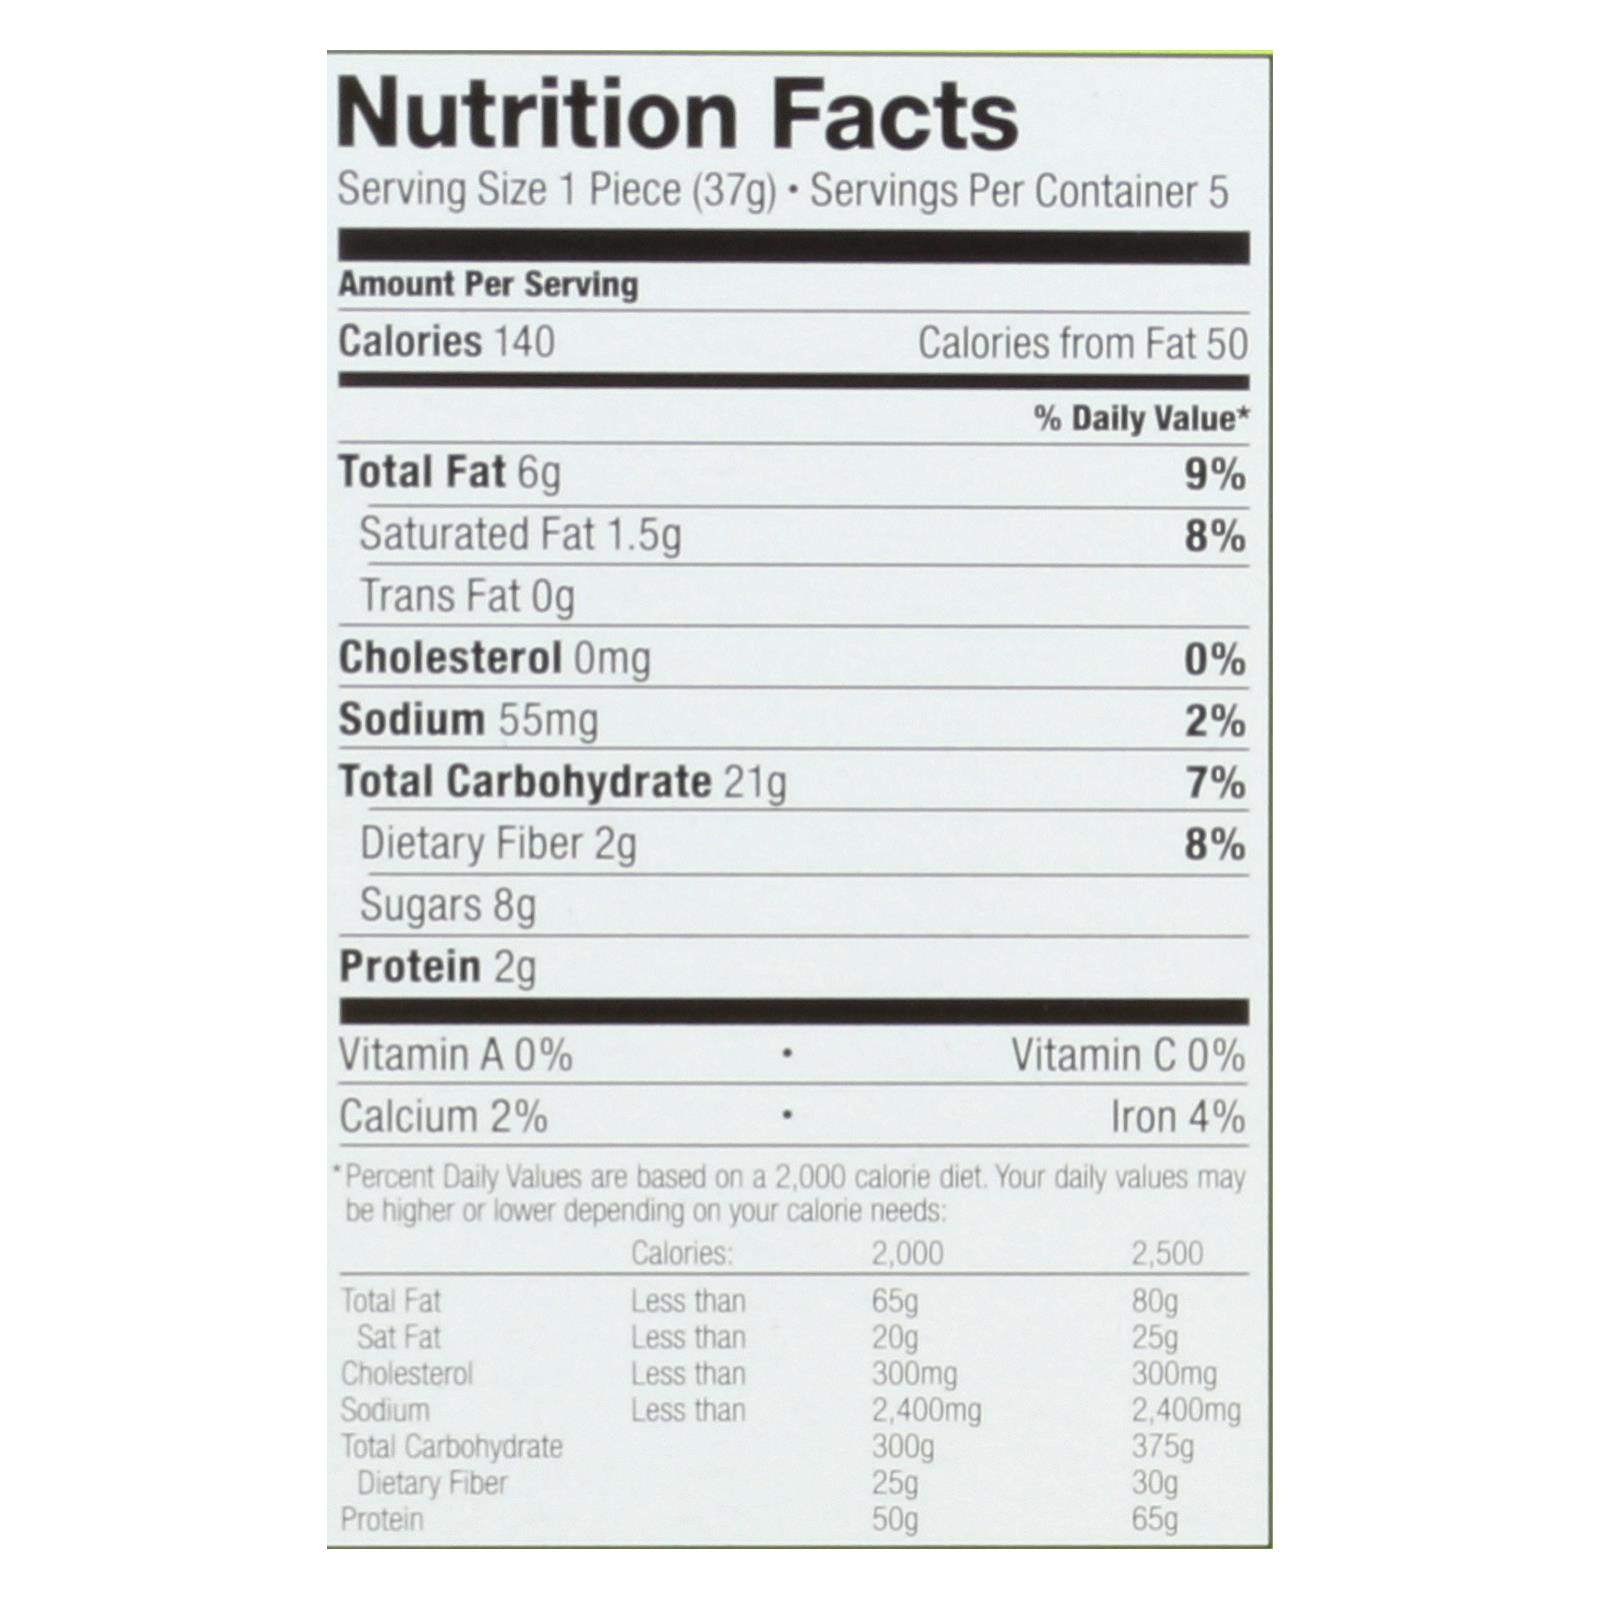 Nutrition Facts
Serving Size 1 Piece (37g) • Servings Per Container 5
Amount Per Serving
Calories 140 Calories from Fat 50
% Daily Value*
Total Fat 6g 9%
Saturated Fat 1.5g 8%
Trans Fat 0g
Cholesterol 0mg 0%
Sodium 55mg 2%
Total Carbohydrate 21g 7%
Dietary Fiber 2g 8%
Sugars 8g
Protein 2g
Vitamin A 0% • Vitamin C 0%
Calcium 2% • Iron 4%
*Percent Daily Values are based on a 2,000 calorie diet. Your daily values may
be higher or lower depending on your calorie needs:
Calories: 2,000 2,500
Total Fat Less than 65g 80g
Sat Fat Less than 20g 25g
Cholesterol Less than 300mg 300mg
Sodium Less than 2,400mg 2,400mg
Total Carbohydrate 300g 375g
Dietary Fiber 25g 30g
Protein 50g 65g